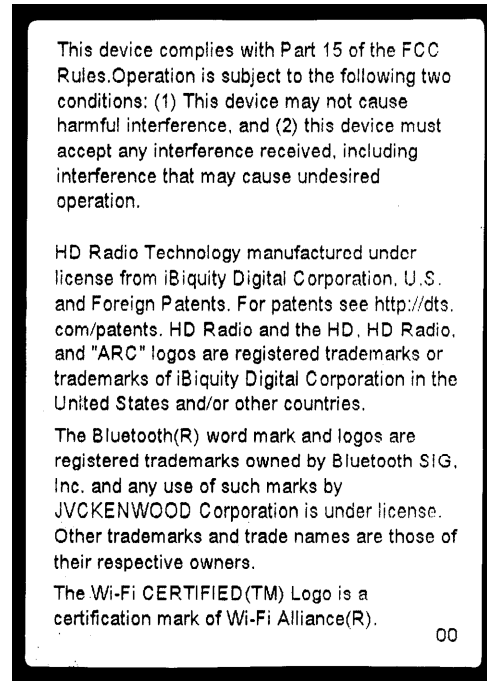 This device complies with Part 15 of the FCC
Rules.Operation is subject to the following two
conditions: (1) This device may not cause
harmful interference, and (2) this device must
accept any interference received, including
interference that may cause undesired
operation.
HD Radio Technology manufactured under
license from iBiquity Digital Corporation, U.S.
and Foreign Patents. For patents see http://dts.
com/patents. HD Radio and the HD, HD Radio,
and "ARC" logos are registered trademarks or
trademarks of iBiquity Digital Corporation in the
United States and/or other countries.
The Bluetooth(R) word mark and logos are
registered trademarks owned by Bluetooth SIG,
Inc. and any use of such marks by
JVCKENWOOD Corporation is under license.
Other trademarks and trade names are those of
their respective owners.
The Wi-Fi CERTIFIED(TM) Logo is a
certification mark of Wi-Fi Alliance(R).
00